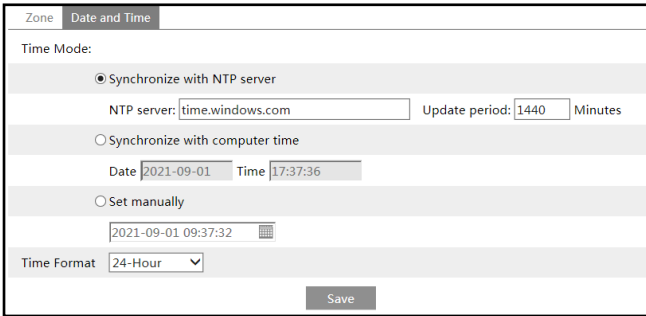 Zone Date and Time
Time Mode:
Synchronize with NTP server
NTP server: time.windows.com Update period: 1440 Minutes
Synchronize with computer time
Date 2021-09-01 Time 17:37:36
Set manually
2021-09-01 09:37:32
Time Format 24-Hour
Save